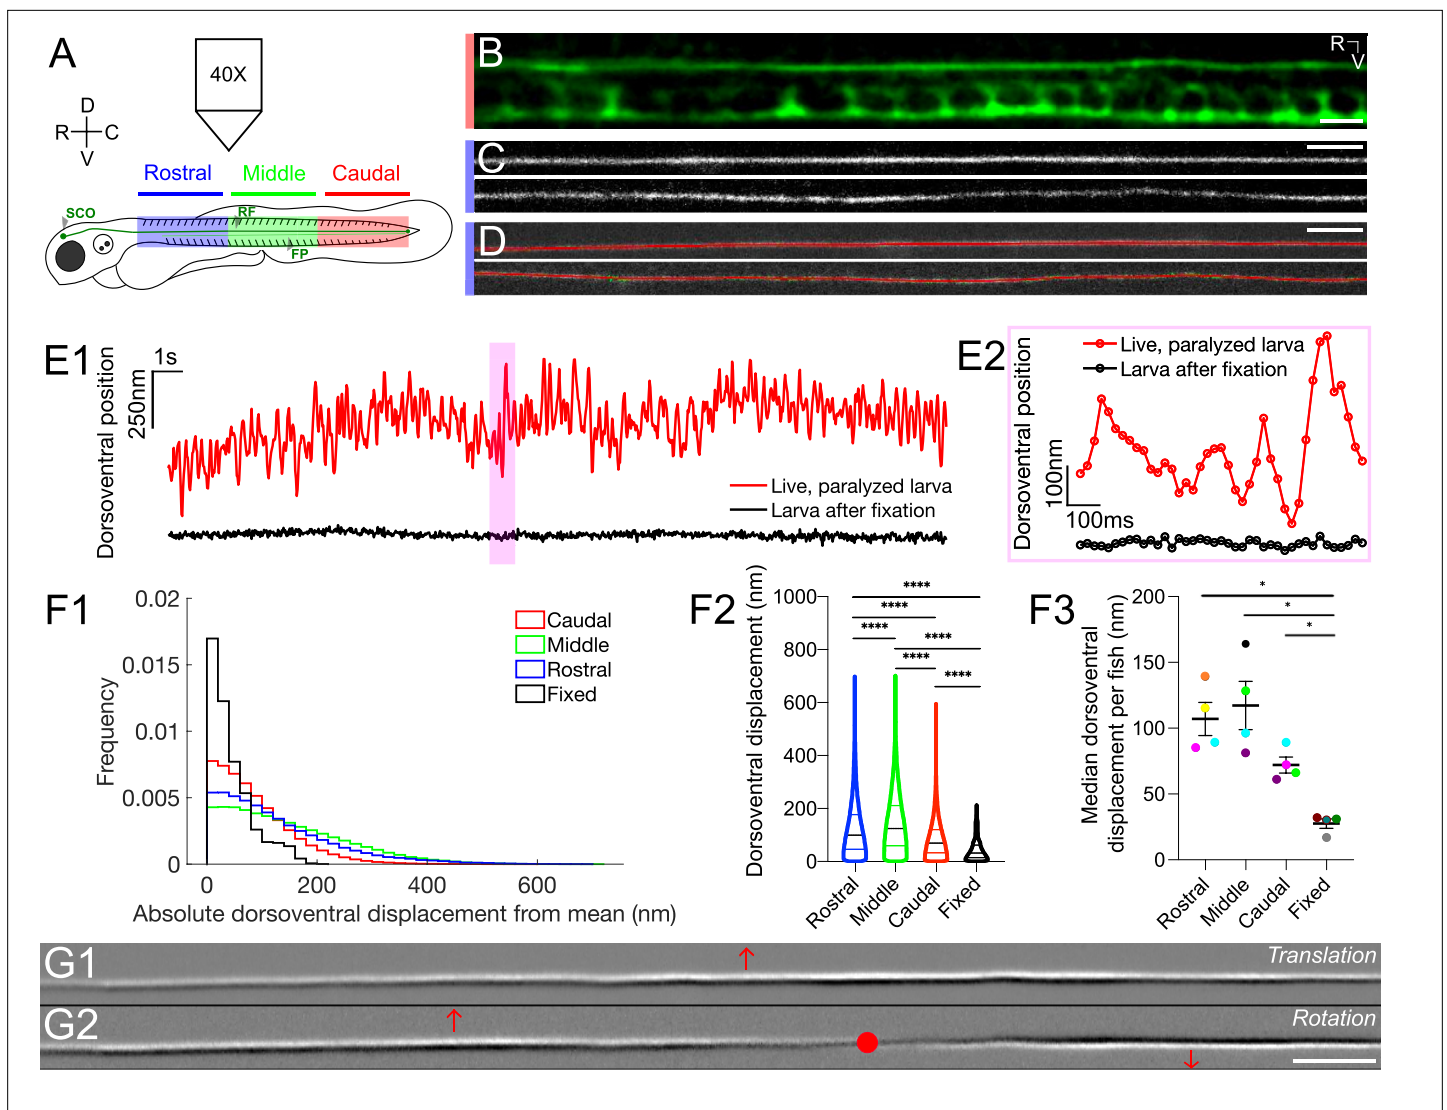 A
40X
D
R
C
V
Rostral
Middle
Caudal
SCO
RF
FP
B
R
V
C
D
E1
1s
250nm
Dorsoventral position
Live, paralyzed larva
Larva after fixation
E2
Dorsoventral position
100nm
100ms
Live, paralyzed larva
Larva after fixation
F1
Frequency
0.02
0.015
0.01
0.005
0
0 200 400 600
Absolute dorsoventral displacement from mean (nm)
Caudal
Middle
Rostral
Fixed
F2
Dorsoventral displacement (nm)
1000
800
600
400
200
0
****
****
****
****
****
****
Rostral
Middle
Caudal
Fixed
F3
Median dorsoventral
displacement per fish (nm)
200
150
100
50
0
*
*
*
Rostral
Middle
Caudal
Fixed
G1
Translation
G2
Rotation